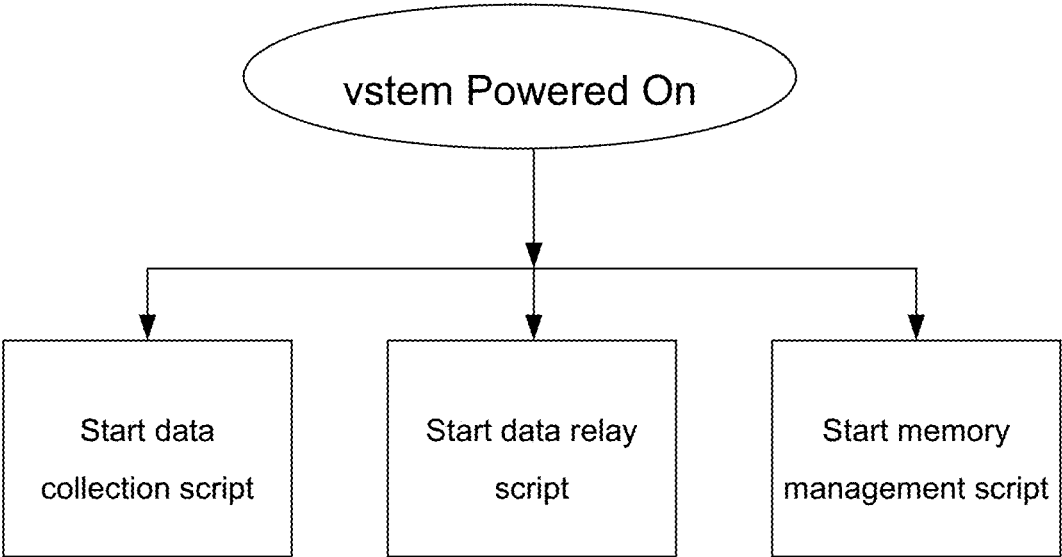 vstem Powered On
Start data
collection script
Start data relay
script
Start memory
management script